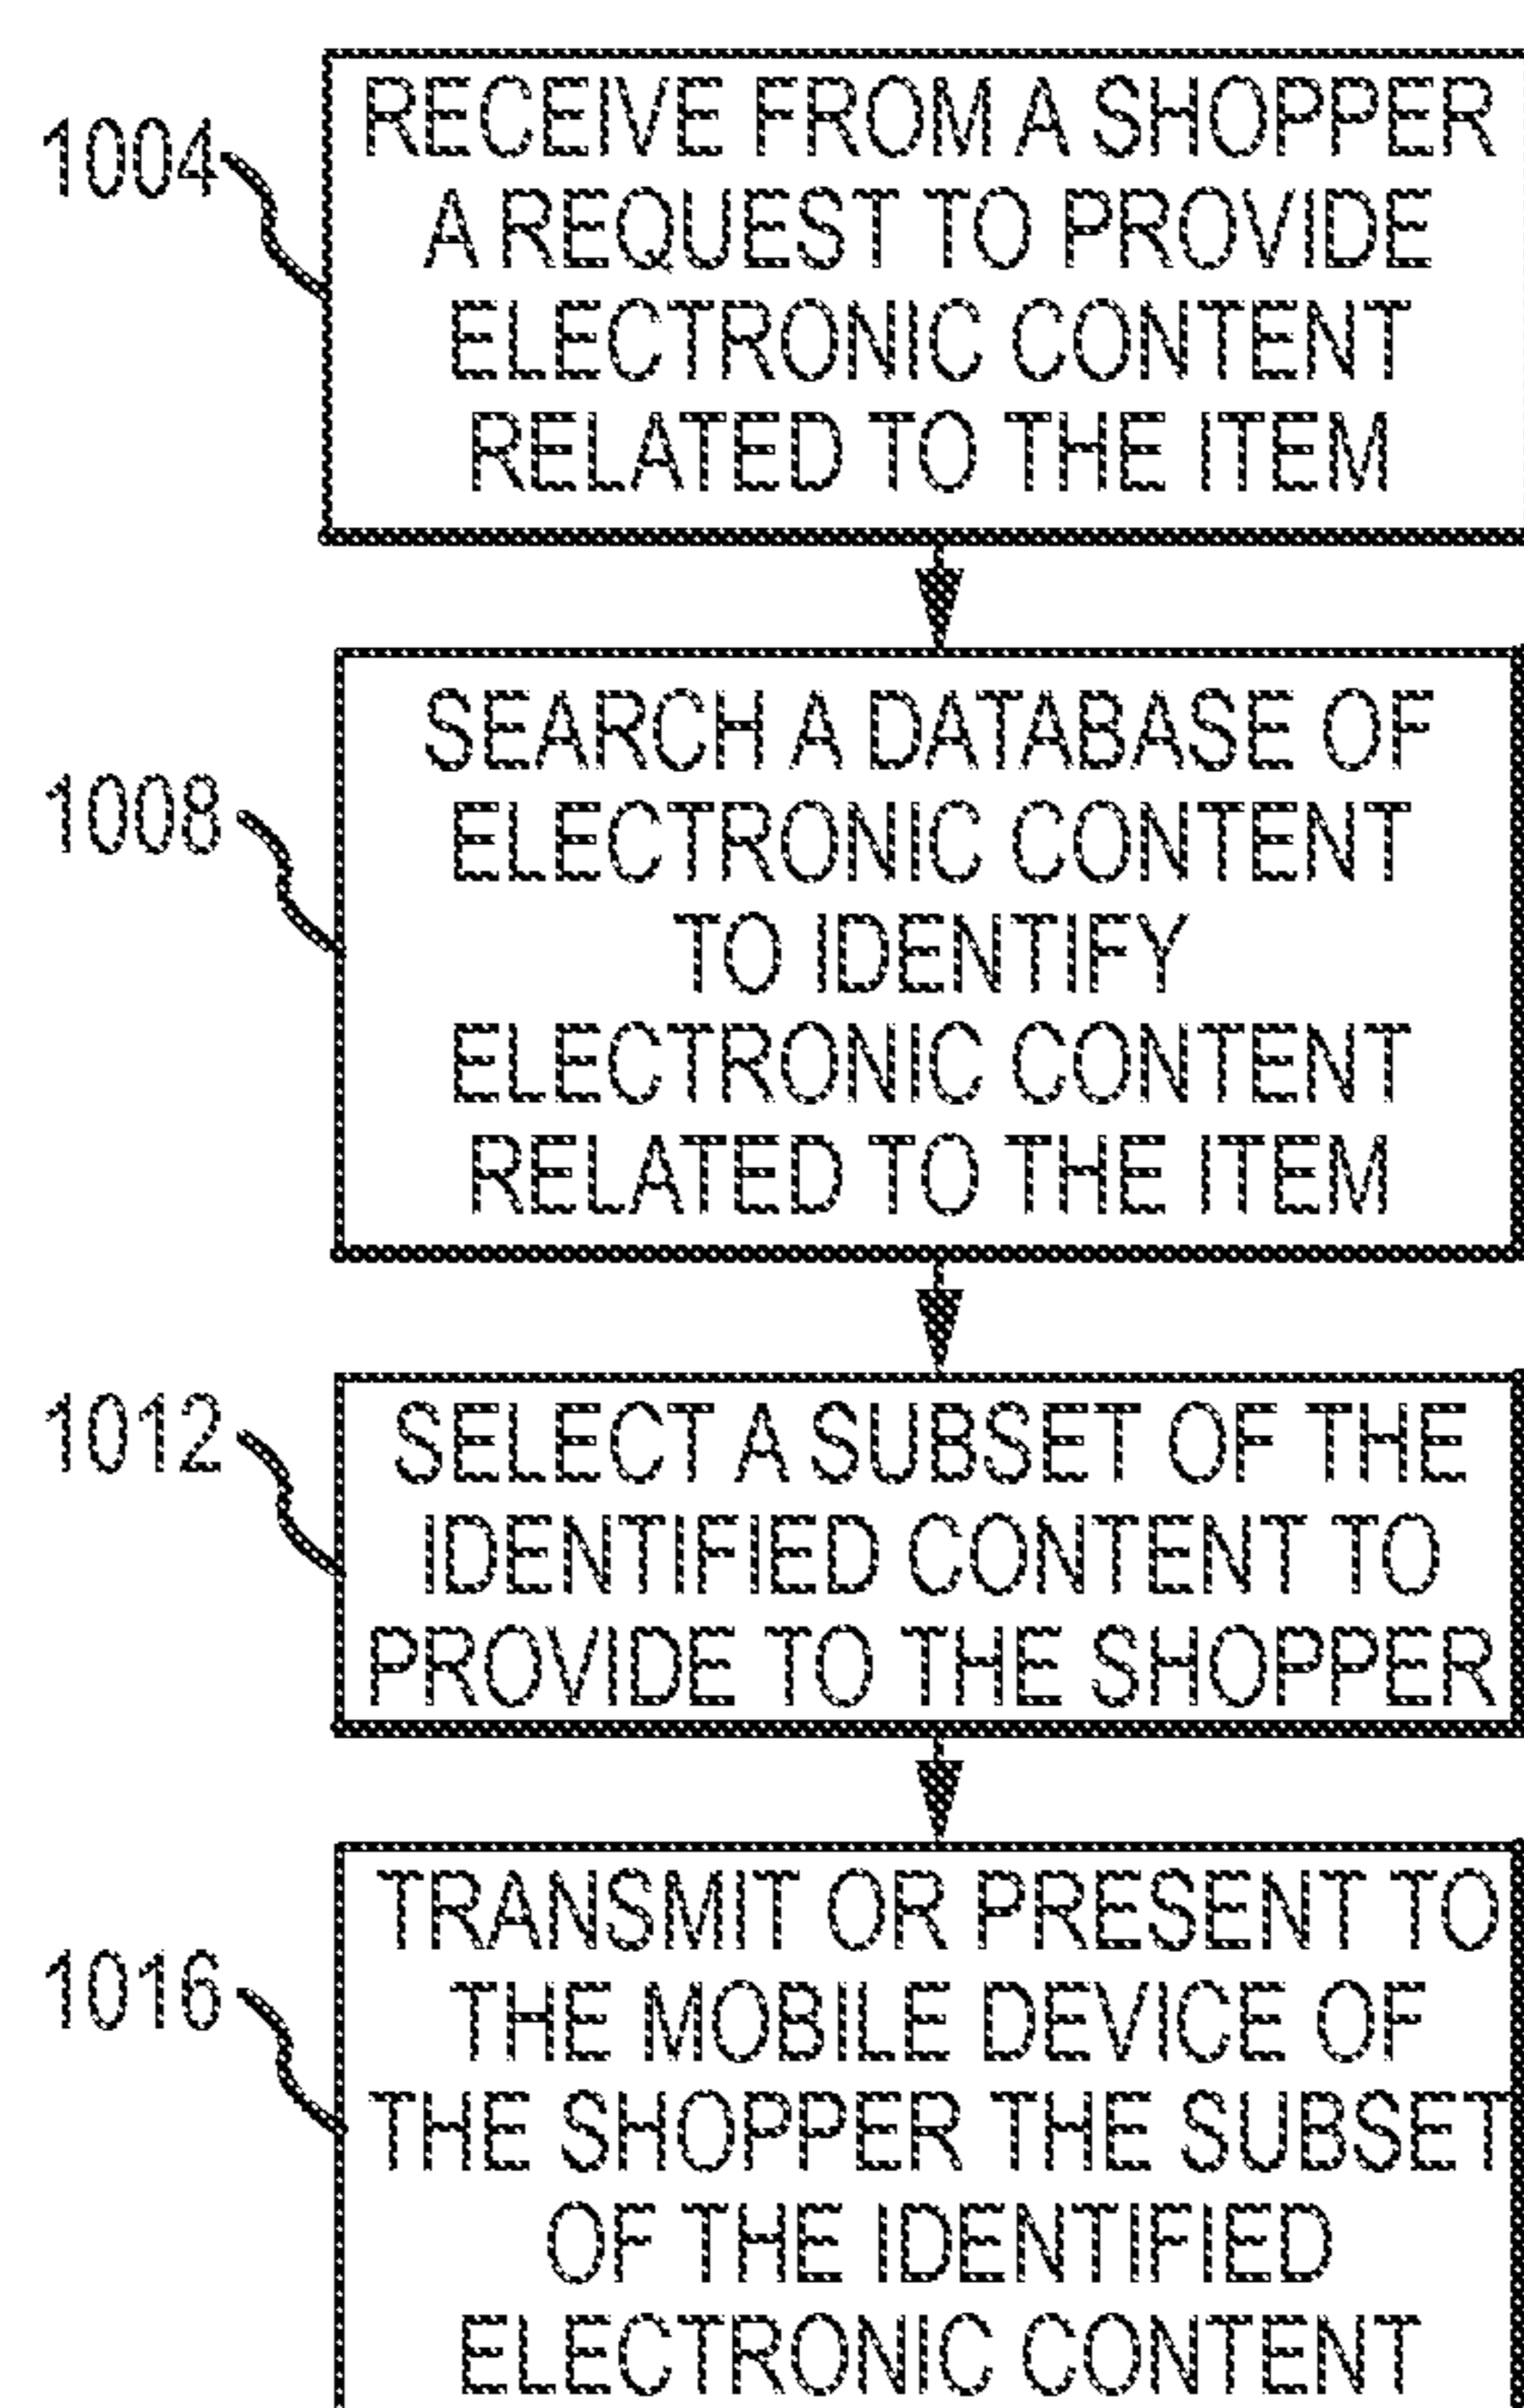 1004
RECEIVE FROM A SHOPPER
A REQUEST TO PROVIDE
ELECTRONIC CONTENT
RELATED TO THE ITEM
1008
SEARCH A DATABASE OF
ELECTRONIC CONTENT
TO IDENTIFY
ELECTRONIC CONTENT
RELATED TO THE ITEM
1012
SELECT A SUBSET OF THE
IDENTIFIED CONTENT TO
PROVIDE TO THE SHOPPER
1016
TRANSMIT OR PRESENT TO
THE MOBILE DEVICE OF
THE SHOPPER THE SUBSET
OF THE IDENTIFIED
ELECTRONIC CONTENT